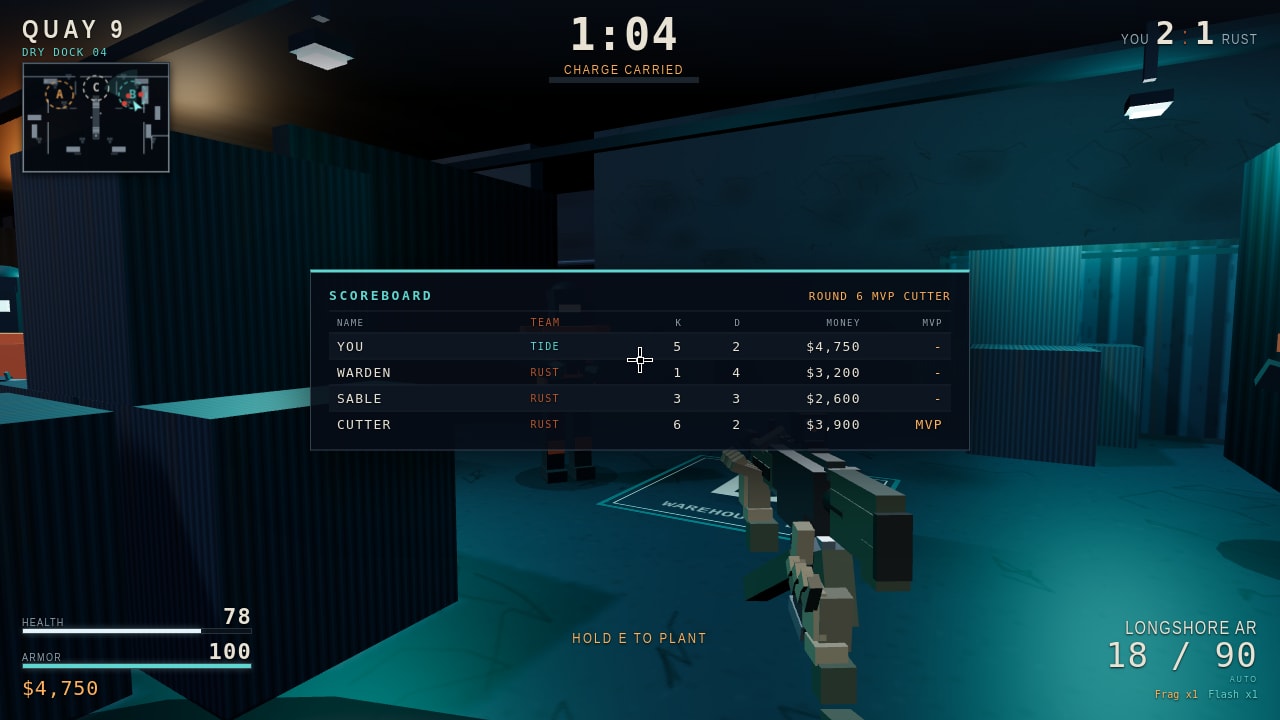 QUAY 9
DRY DOCK 04
A
C
B
1:04
CHARGE CARRIED
YOU 2 : 1 RUST
SCOREBOARD
ROUND 6 MVP CUTTER
NAME TEAM K D MONEY MVP
YOU TIDE 5 2 $4,750 -
WARDEN RUST 1 4 $3,200 -
SABLE RUST 3 3 $2,600 -
CUTTER RUST 6 2 $3,900 MVP
HOLD E TO PLANT
HEALTH 78
ARMOR 100
$4,750
LONGSHORE AR
18 / 90
AUTO
Frag x1 Flash x1